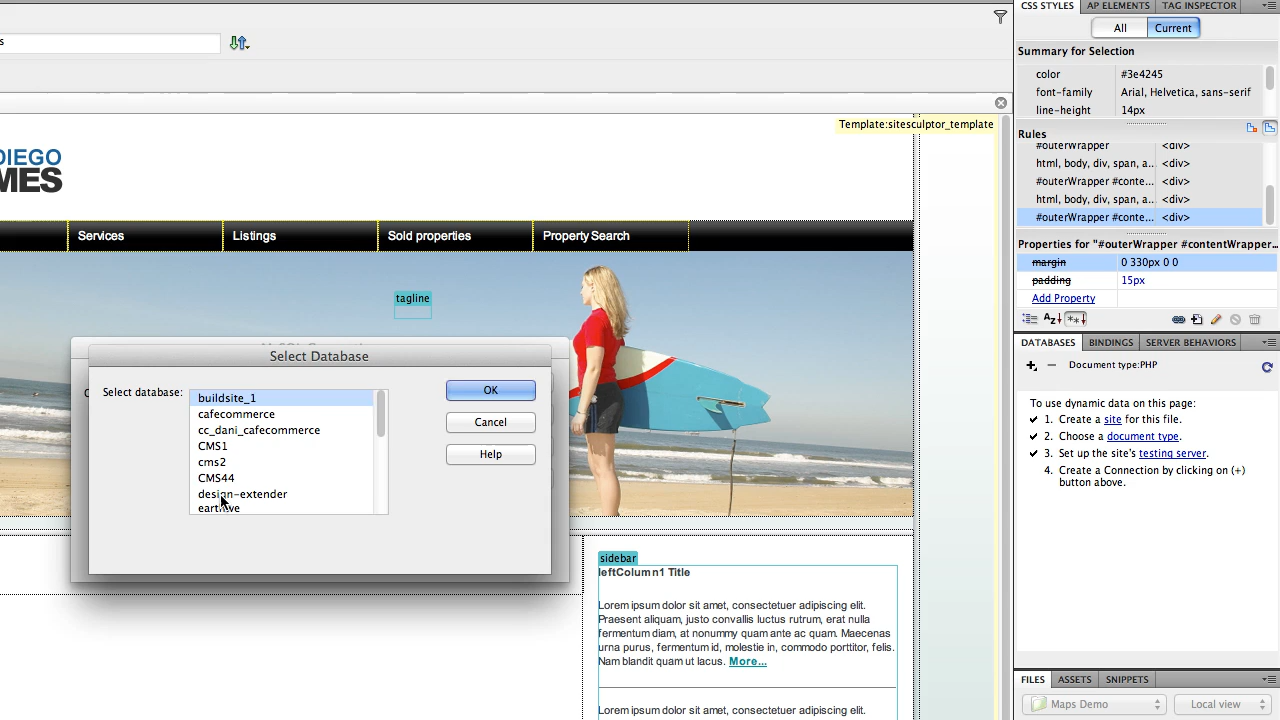 CSS STYLES AP ELEMENTS TAG INSPECTOR
All Current
Summary for Selection
color #3e4245
font-family Arial, Helvetica, sans-serif
line-height 14px
Rules
#outerWrapper <div>
html, body, div, span, a... <div>
#outerWrapper #conte... <div>
html, body, div, span, a... <div>
#outerWrapper #conte... <div>
Properties for "#outerWrapper #contentWrapper...
margin 0 330px 0 0
padding 15px
Add Property
DATABASES BINDINGS SERVER BEHAVIORS
Document type:PHP
To use dynamic data on this page:
1. Create a site for this file.
2. Choose a document type.
3. Set up the site's testing server.
4. Create a Connection by clicking on (+)
button above.
FILES ASSETS SNIPPETS
Maps Demo Local view
s
Template:sitesculptor_template
DIEGO
MES
Services Listings Sold properties Property Search
tagline
Select Database
Select database:
buildsite_1
cafecommerce
cc_dani_cafecommerce
CMS1
cms2
CMS44
design-extender
OK
Cancel
Help
sidebar
leftColumn1 Title
Lorem ipsum dolor sit amet, consectetuer adipiscing elit.
Praesent aliquam, justo convallis luctus rutrum, erat nulla
fermentum diam, at nonummy quam ante ac quam. Maecenas
urna purus, fermentum id, molestie in, commodo porttitor, felis.
Nam blandit quam ut lacus. More...
Lorem ipsum dolor sit amet, consectetuer adipiscing elit.